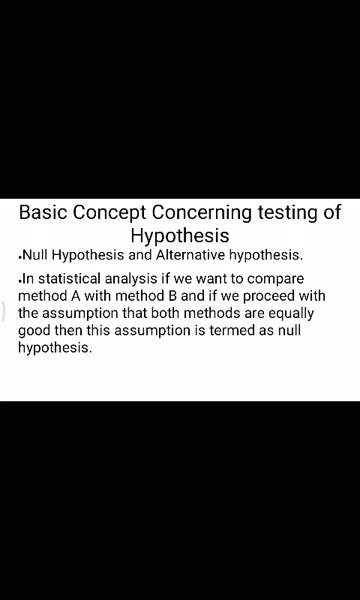 Basic Concept Concerning testing of
Hypothesis
•Null Hypothesis and Alternative hypothesis.
•In statistical analysis if we want to compare
method A with method B and if we proceed with
the assumption that both methods are equally
good then this assumption is termed as null
hypothesis.